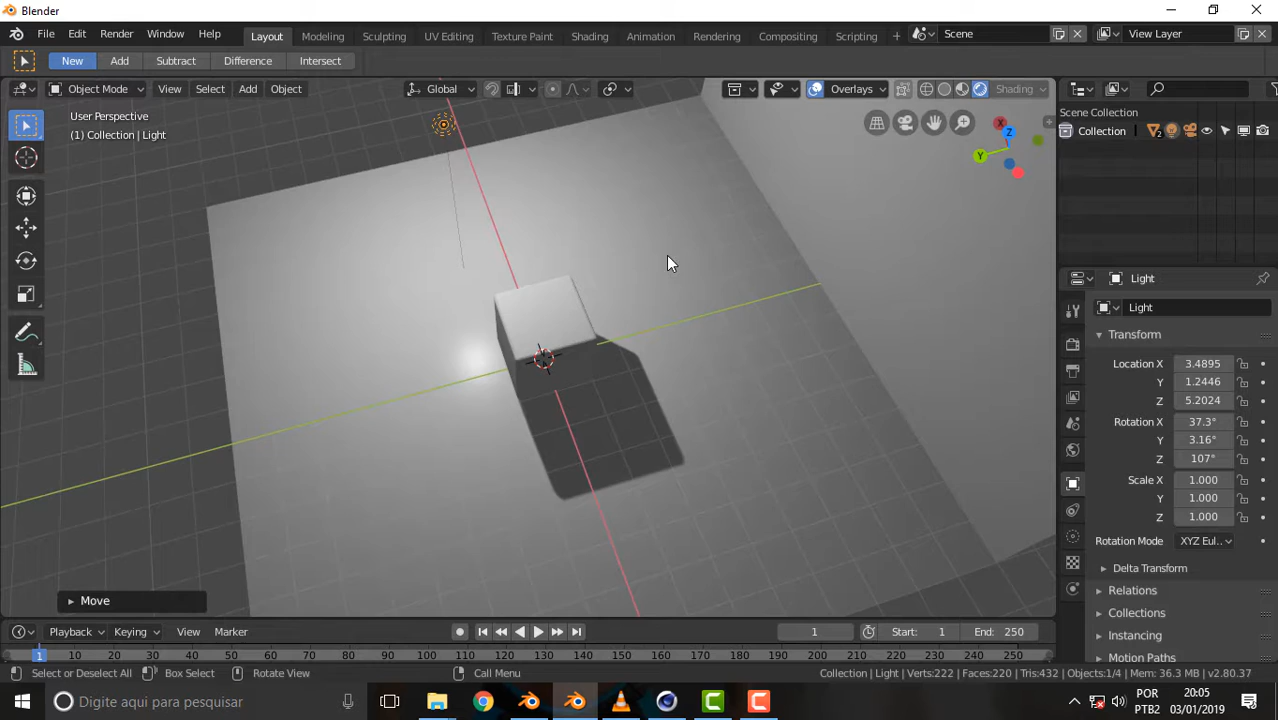 Blender
File Edit Render Window Help
Layout Modeling Sculpting UV Editing Texture Paint Shading Animation Rendering Compositing Scripting +
Scene
View Layer
New Add Subtract Difference Intersect
Object Mode View Select Add Object
Global
Overlays
Shading
User Perspective
(1) Collection | Light
X
Y
Z
Move
Scene Collection
Collection 2
Light
Light
Transform
Location X 3.4895
Y 1.2446
Z 5.2024
Rotation X 37.3°
Y 3.16°
Z 107°
Scale X 1.000
Y 1.000
Z 1.000
Rotation Mode XYZ Eul..
Delta Transform
Relations
Collections
Instancing
Motion Paths
Playback Keying View Marker
1
Start: 1
End: 250
1 10 20 30 40 50 60 70 80 90 100 110 120 130 140 150 160 170 180 190 200 210 220 230 240 250
Select or Deselect All Box Select Rotate View Call Menu
Collection | Light | Verts:222 | Faces:220 | Tris:432 | Objects:1/4 | Mem: 36.3 MB | v2.80.37
Digite aqui para pesquisar
POR
PTB2
20:05
03/01/2019